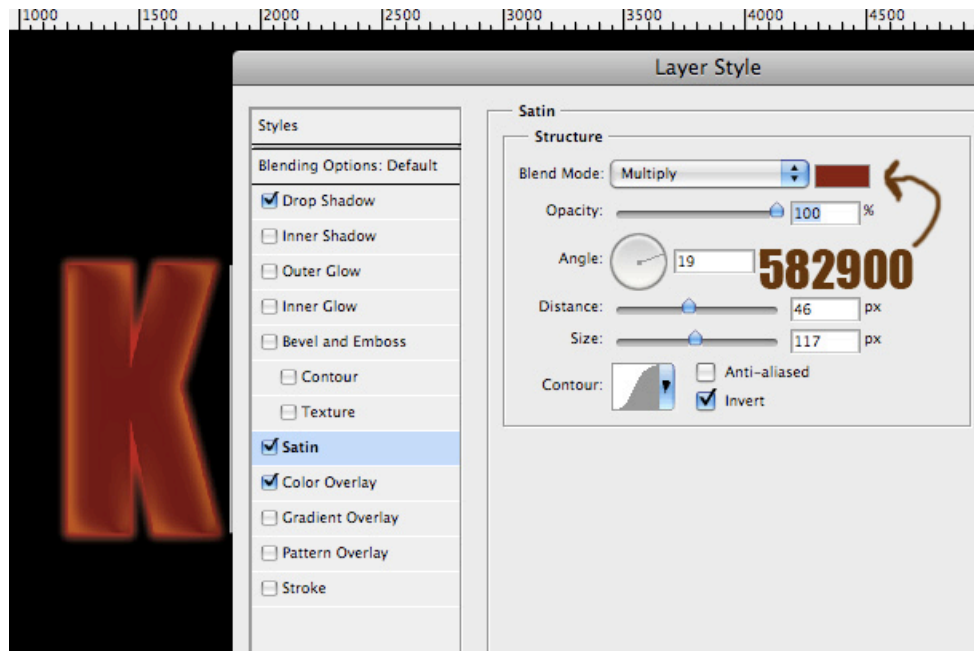 1000 1500 2000 2500 3000 3500 4000 4500
Layer Style
Styles
Blending Options: Default
Drop Shadow
Inner Shadow
Outer Glow
Inner Glow
Bevel and Emboss
Contour
Texture
Satin
Color Overlay
Gradient Overlay
Pattern Overlay
Stroke
Satin
Structure
Blend Mode: Multiply
Opacity: 100 %
Angle: 19
582900
Distance: 46 px
Size: 117 px
Contour: Anti-aliased
Invert
K